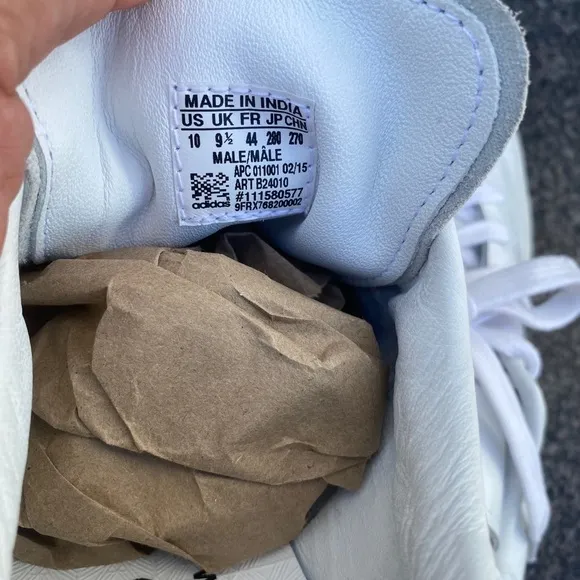 MADE IN INDIA
US UK FR JP CHN
10 9½ 44 280 270
MALE/MÂLE
APC 011001 02/15
ART B24010
#111580577
adidas 9FRX768200002